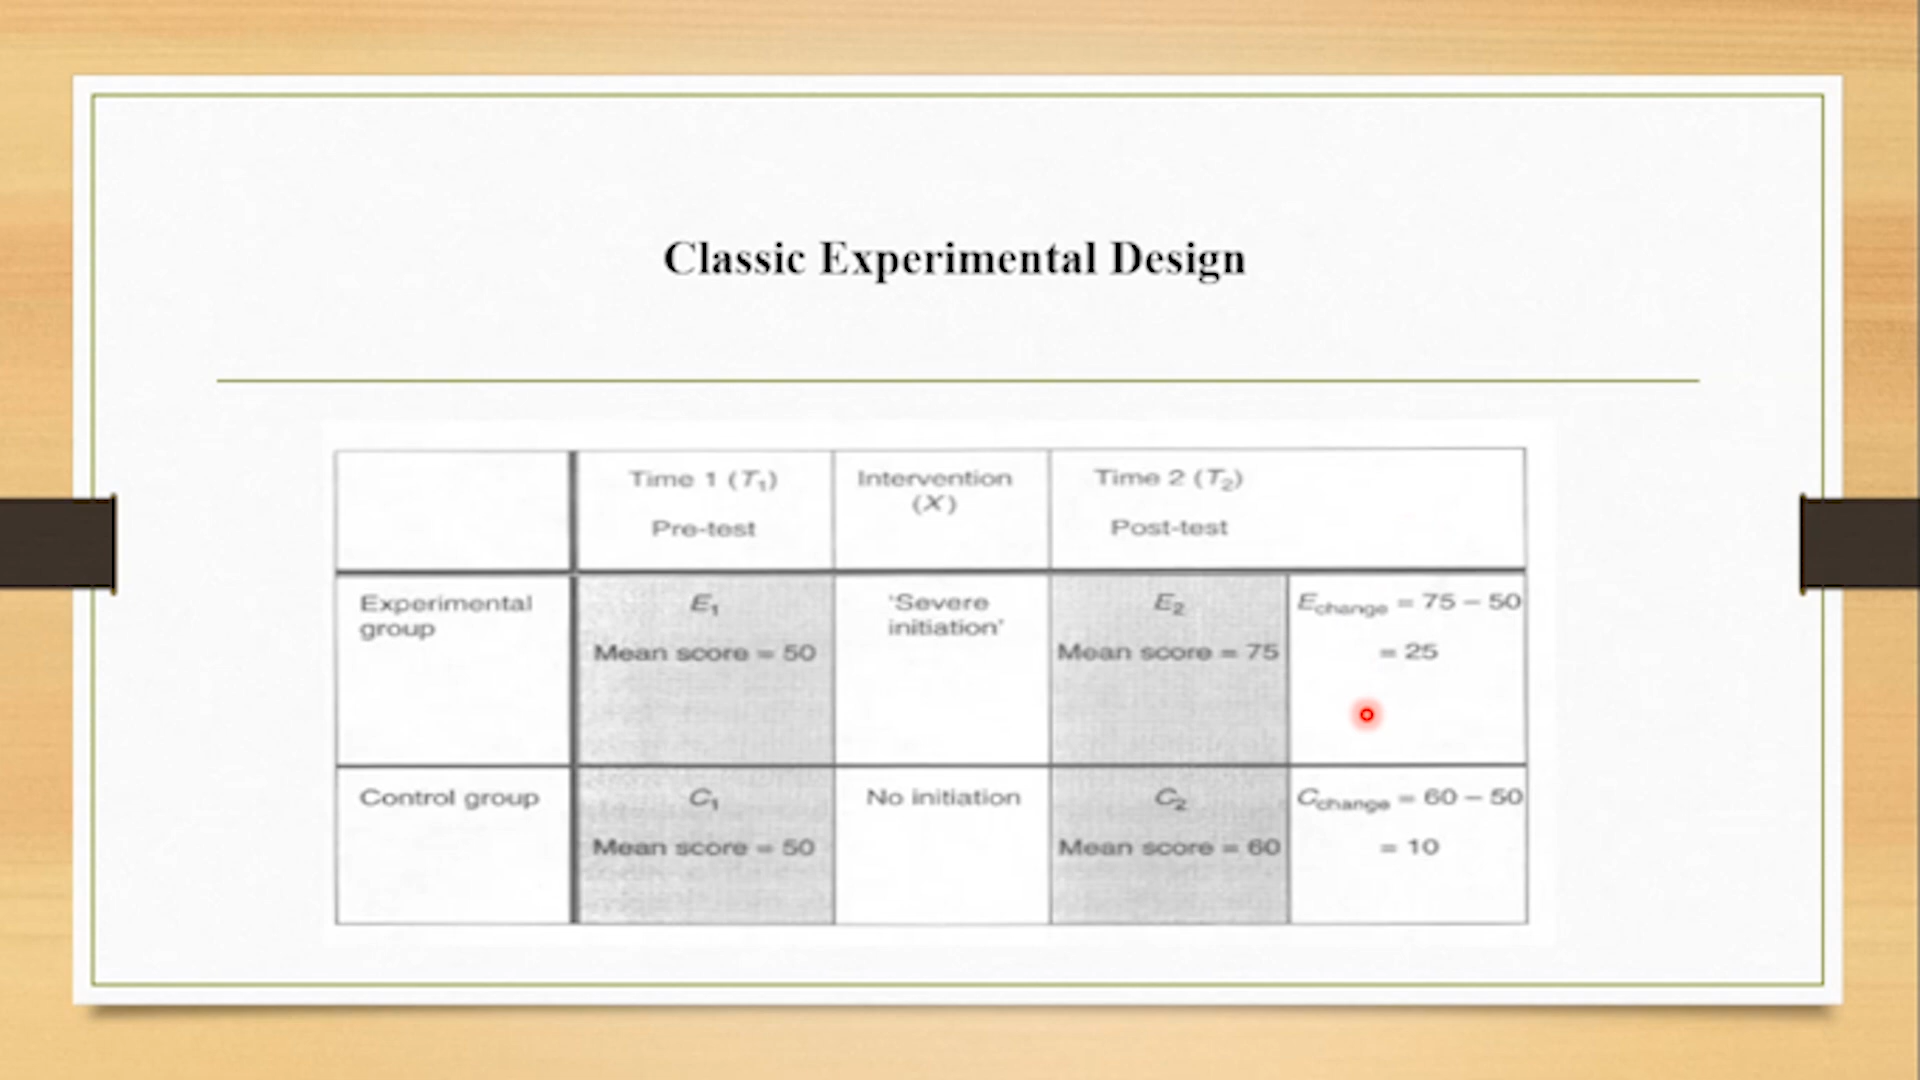 Classic Experimental Design
Time 1 (T₁)
Pre-test
Intervention
(X)
Time 2 (T₂)
Post-test
Experimental
group
E₁
Mean score = 50
'Severe
initiation'
E₂
Mean score = 75
Echange = 75 – 50
= 25
Control group
C₁
Mean score = 50
No initiation
C₂
Mean score = 60
Cchange = 60 – 50
= 10